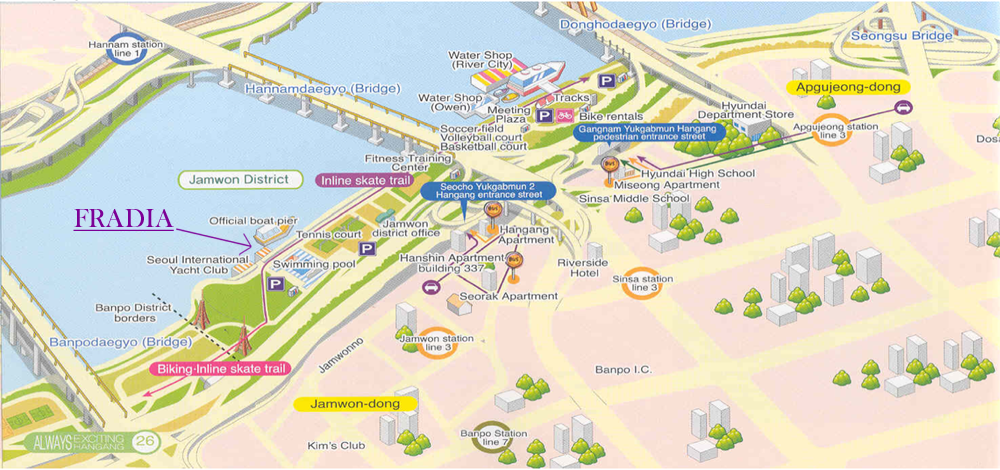 Hannam station
line 1
Donghodaegyo (Bridge)
Seongsu Bridge
Water Shop
(River City)
Hannamdaegyo (Bridge)
P
Apgujeong-dong
Water Shop
(Owen)
Meeting
Plaza
Tracks
P
Bike rentals
Hyundai
Department Store
Apgujeong station
line 3
Soccer field
Volleyball court
Basketball court
Gangnam Yukgabmun Hangang
pedestrian entrance street
Fitness Training
Center
Bus
Hyundai High School
Miseong Apartment
Sinsa Middle School
Jamwon District
Inline skate trail
Seocho Yukgabmun 2
Hangang entrance street
FRADIA
Official boat pier
Bus
Tennis court
Jamwon
district office
Hangang
Apartment
P
Seoul International
Yacht Club
Swimming pool
Hanshin Apartment
building 337
Bus
Riverside
Hotel
P
Sinsa station
line 3
Seorak Apartment
Banpo District
borders
Banpodaegyo (Bridge)
Jamwon station
line 3
Jamwonno
Biking·Inline skate trail
Banpo I.C.
Jamwon-dong
Kim's Club
Banpo Station
line 7
ALWAYS EXCITING HANGANG 26